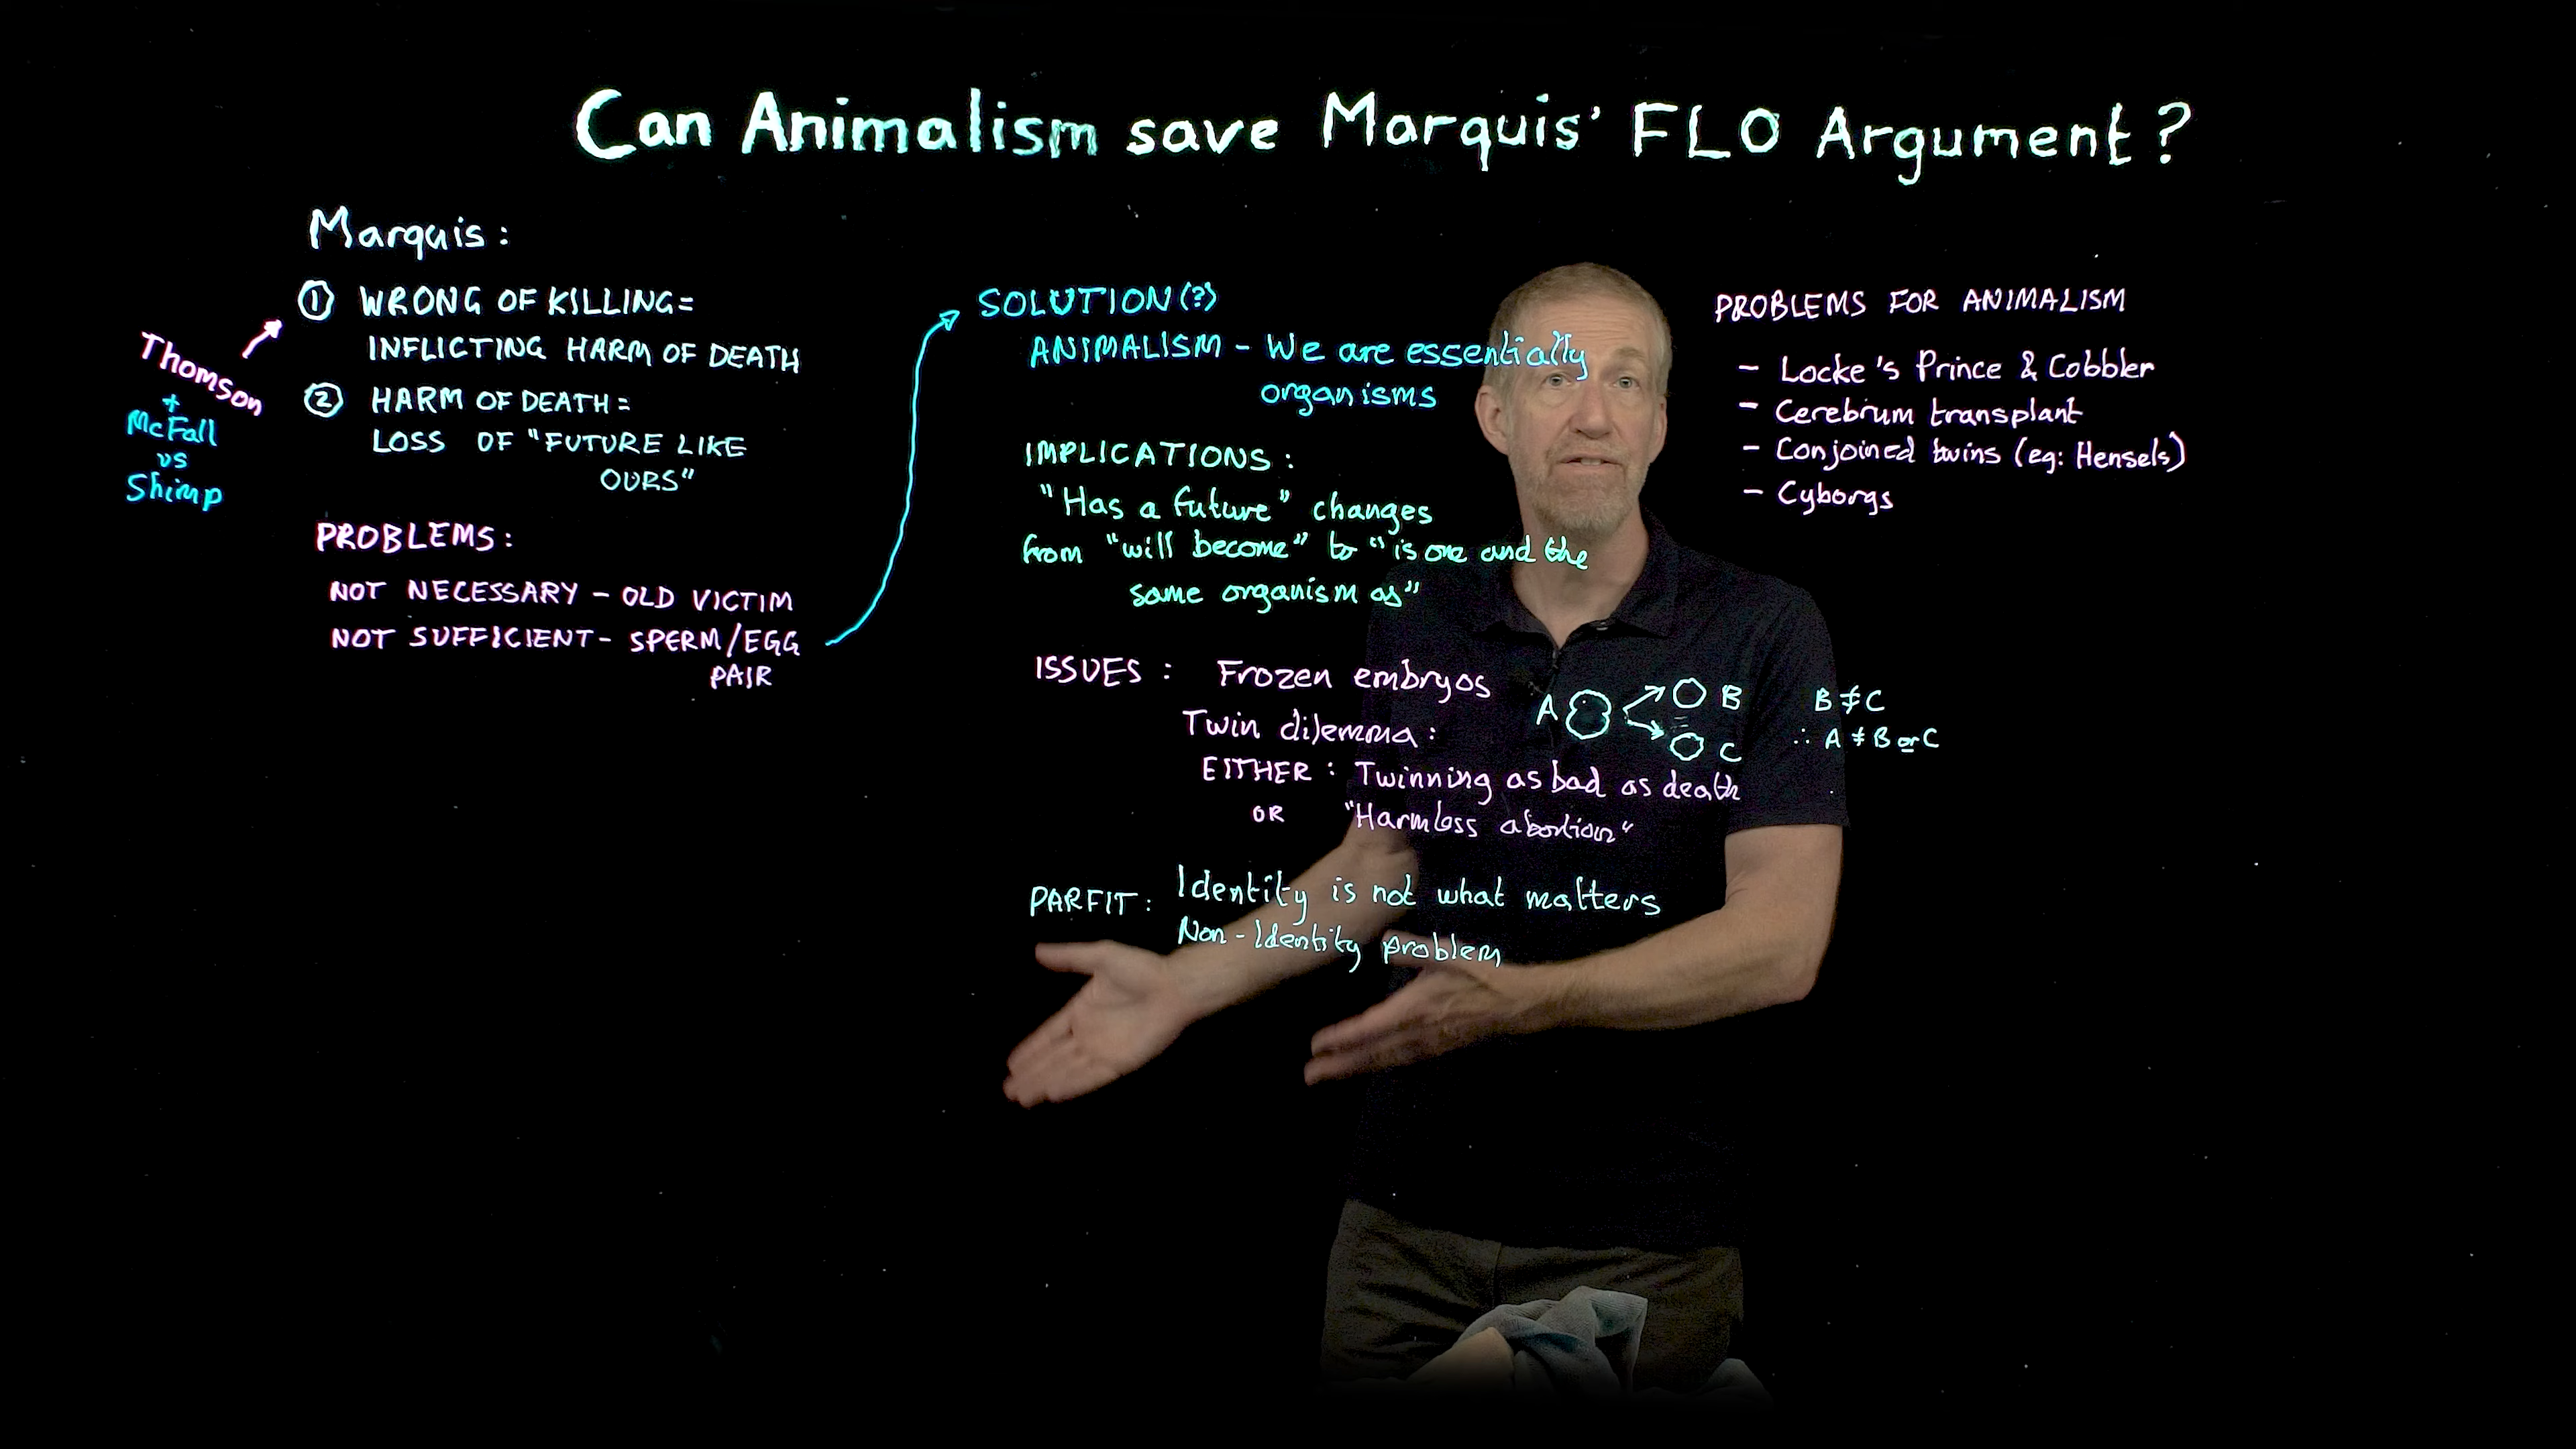 Can Animalism save Marquis' FLO Argument?
Marquis:
① WRONG OF KILLING =
INFLICTING HARM OF DEATH
② HARM OF DEATH =
LOSS OF "FUTURE LIKE
OURS"
Thomson
+
McFall
vs
Shimp
PROBLEMS:
NOT NECESSARY - OLD VICTIM
NOT SUFFICIENT - SPERM/EGG
PAIR
SOLUTION (?)
ANIMALISM - We are essentially
organisms
IMPLICATIONS:
"Has a future" changes
from "will become" to "is one and the
same organism as"
ISSUES: Frozen embryos
Twin dilemma:
EITHER: Twinning as bad as death
OR "Harmless abortion"
A B C
B ≠ C
∴ A ≠ B or C
PARFIT: Identity is not what matters
Non-Identity problem
PROBLEMS FOR ANIMALISM
- Locke's Prince & Cobbler
- Cerebrum transplant
- Conjoined twins (eg: Hensels)
- Cyborgs